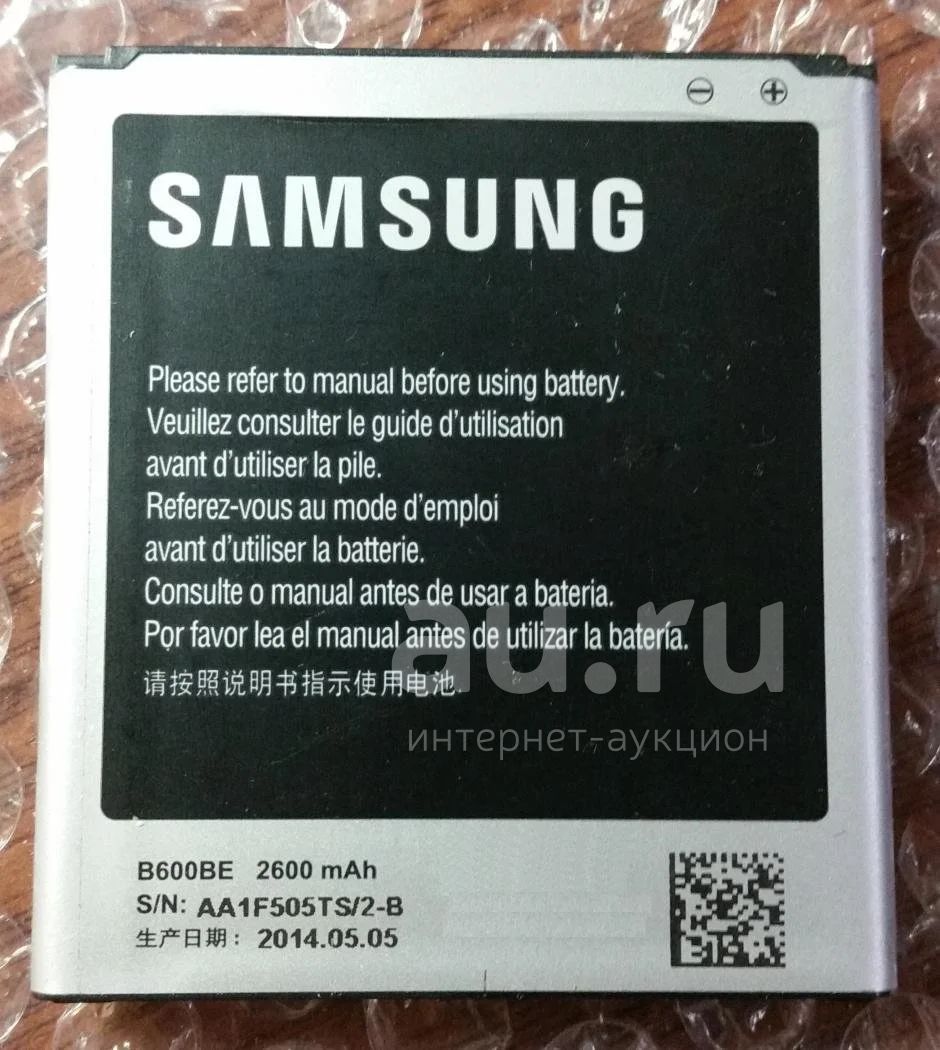 SAMSUNG
Please refer to manual before using battery.
Veuillez consulter le guide d'utilisation
avant d'utiliser la pile.
Referez-vous au mode d'emploi
avant d'utiliser la batterie.
Consulte o manual antes de usar a bateria.
Por favor lea el manual antes de utilizar la batería.
请按照说明书指示使用电池.
au.ru
интернет-аукцион
B600BE 2600 mAh
S/N: AA1F505TS/2-B
生产日期: 2014.05.05